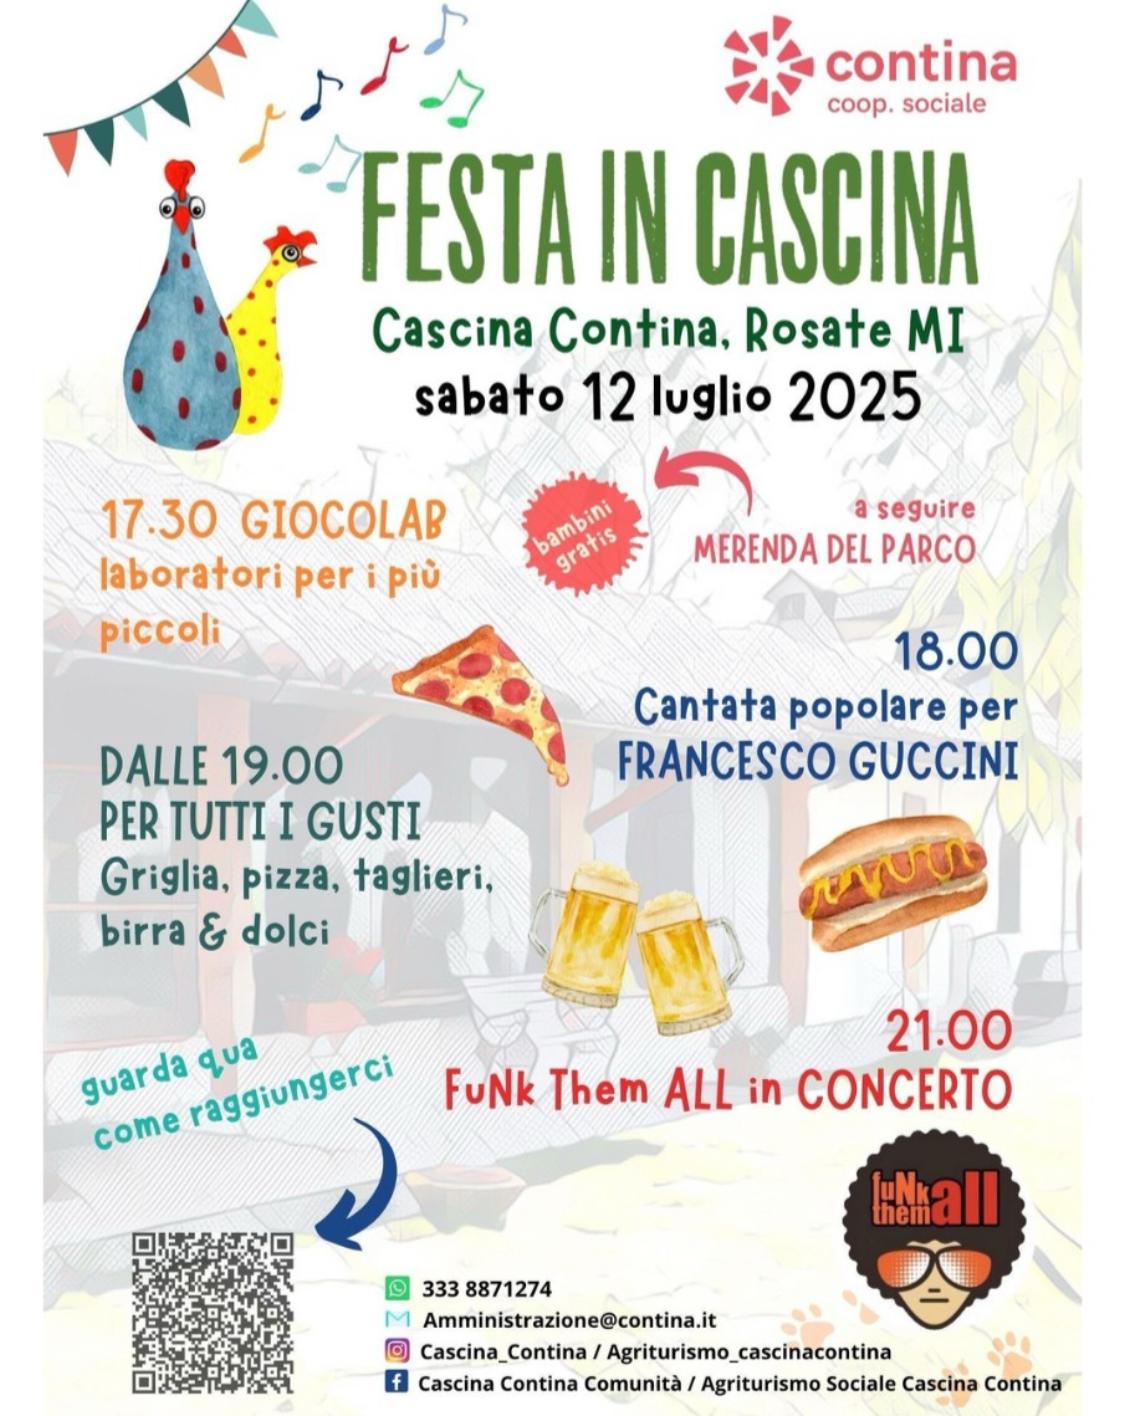 contina
coop. sociale
FESTA IN CASCINA
Cascina Contina, Rosate MI
sabato 12 luglio 2025
17.30 GIOCOLAB
laboratori per i più
piccoli
bambini
gratis
a seguire
MERENDA DEL PARCO
18.00
Cantata popolare per
FRANCESCO GUCCINI
DALLE 19.00
PER TUTTI I GUSTI
Griglia, pizza, taglieri,
birra & dolci
21.00
FuNk Them ALL in CONCERTO
guarda qua
come raggiungerci
fuNk
them all
333 8871274
Amministrazione@contina.it
Cascina_Contina / Agriturismo_cascinacontina
Cascina Contina Comunità / Agriturismo Sociale Cascina Contina